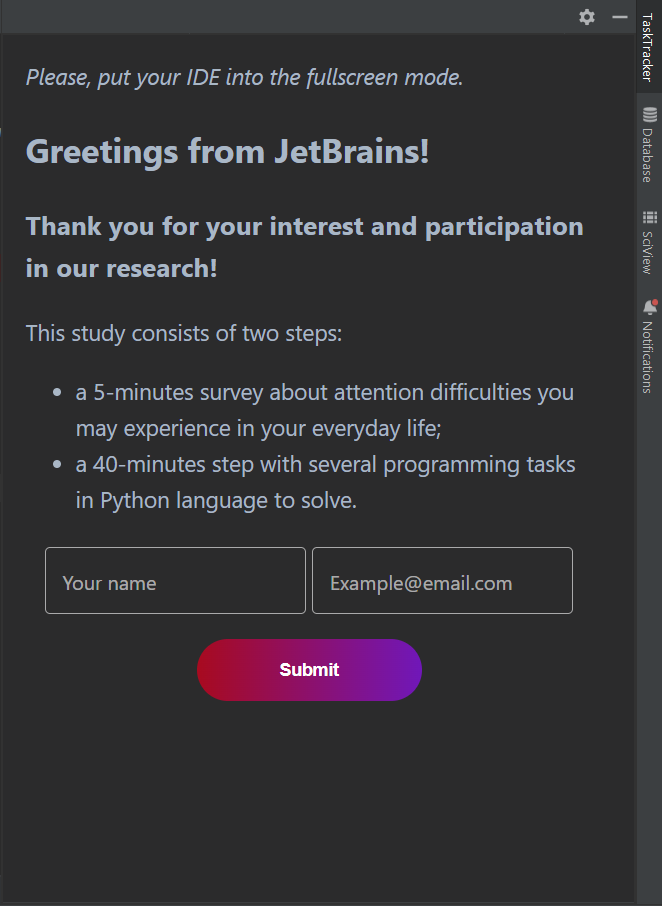 Please, put your IDE into the fullscreen mode.
Greetings from JetBrains!
Thank you for your interest and participation
in our research!
This study consists of two steps:
• a 5-minutes survey about attention difficulties you
may experience in your everyday life;
• a 40-minutes step with several programming tasks
in Python language to solve.
Your name
Example@email.com
Submit
TaskTracker
Database
SciView
Notifications